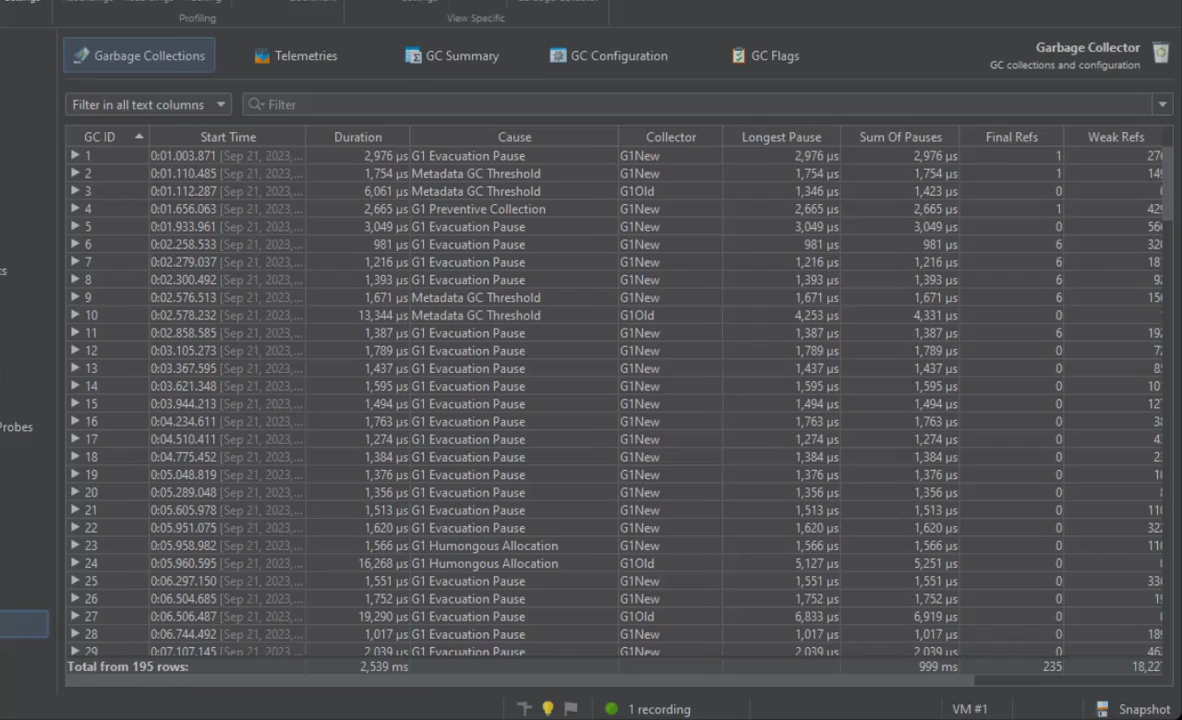 Profiling
View Specific
Garbage Collections
Telemetries
GC Summary
GC Configuration
GC Flags
Garbage Collector
GC collections and configuration
Filter in all text columns
Filter
GC ID Start Time Duration Cause Collector Longest Pause Sum Of Pauses Final Refs Weak Refs
1 0:01.003.871 [Sep 21, 2023,... 2,976 µs G1 Evacuation Pause G1New 2,976 µs 2,976 µs 1
2 0:01.110.485 [Sep 21, 2023,... 1,754 µs Metadata GC Threshold G1New 1,754 µs 1,754 µs 1
3 0:01.112.287 [Sep 21, 2023,... 6,061 µs Metadata GC Threshold G1Old 1,346 µs 1,423 µs 0
4 0:01.656.063 [Sep 21, 2023,... 2,665 µs G1 Preventive Collection G1New 2,665 µs 2,665 µs 1
5 0:01.933.961 [Sep 21, 2023,... 3,049 µs G1 Evacuation Pause G1New 3,049 µs 3,049 µs 0
6 0:02.258.533 [Sep 21, 2023,... 981 µs G1 Evacuation Pause G1New 981 µs 981 µs 6
7 0:02.279.037 [Sep 21, 2023,... 1,216 µs G1 Evacuation Pause G1New 1,216 µs 1,216 µs 6
8 0:02.300.492 [Sep 21, 2023,... 1,393 µs G1 Evacuation Pause G1New 1,393 µs 1,393 µs 6
9 0:02.576.513 [Sep 21, 2023,... 1,671 µs Metadata GC Threshold G1New 1,671 µs 1,671 µs 6
10 0:02.578.232 [Sep 21, 2023,... 13,344 µs Metadata GC Threshold G1Old 4,253 µs 4,331 µs 0
11 0:02.858.585 [Sep 21, 2023,... 1,387 µs G1 Evacuation Pause G1New 1,387 µs 1,387 µs 6
12 0:03.105.273 [Sep 21, 2023,... 1,789 µs G1 Evacuation Pause G1New 1,789 µs 1,789 µs 0
13 0:03.367.595 [Sep 21, 2023,... 1,437 µs G1 Evacuation Pause G1New 1,437 µs 1,437 µs 0
14 0:03.621.348 [Sep 21, 2023,... 1,595 µs G1 Evacuation Pause G1New 1,595 µs 1,595 µs 0
15 0:03.944.213 [Sep 21, 2023,... 1,494 µs G1 Evacuation Pause G1New 1,494 µs 1,494 µs 0
16 0:04.234.611 [Sep 21, 2023,... 1,763 µs G1 Evacuation Pause G1New 1,763 µs 1,763 µs 0
17 0:04.510.411 [Sep 21, 2023,... 1,274 µs G1 Evacuation Pause G1New 1,274 µs 1,274 µs 0
18 0:04.775.452 [Sep 21, 2023,... 1,384 µs G1 Evacuation Pause G1New 1,384 µs 1,384 µs 0
19 0:05.048.819 [Sep 21, 2023,... 1,376 µs G1 Evacuation Pause G1New 1,376 µs 1,376 µs 0
20 0:05.289.048 [Sep 21, 2023,... 1,356 µs G1 Evacuation Pause G1New 1,356 µs 1,356 µs 0
21 0:05.605.978 [Sep 21, 2023,... 1,513 µs G1 Evacuation Pause G1New 1,513 µs 1,513 µs 0
22 0:05.951.075 [Sep 21, 2023,... 1,620 µs G1 Evacuation Pause G1New 1,620 µs 1,620 µs 0
23 0:05.958.982 [Sep 21, 2023,... 1,566 µs G1 Humongous Allocation G1New 1,566 µs 1,566 µs 0
24 0:05.960.595 [Sep 21, 2023,... 16,268 µs G1 Humongous Allocation G1Old 5,127 µs 5,251 µs 0
25 0:06.297.150 [Sep 21, 2023,... 1,551 µs G1 Evacuation Pause G1New 1,551 µs 1,551 µs 0
26 0:06.504.685 [Sep 21, 2023,... 1,752 µs G1 Evacuation Pause G1New 1,752 µs 1,752 µs 0
27 0:06.506.487 [Sep 21, 2023,... 19,290 µs G1 Evacuation Pause G1Old 6,833 µs 6,919 µs 0
28 0:06.744.492 [Sep 21, 2023,... 1,017 µs G1 Evacuation Pause G1New 1,017 µs 1,017 µs 0
29 0:07.107.145 [Sep 21, 2023,... 2,039 µs G1 Evacuation Pause G1New 2,039 µs 2,039 µs 0
Total from 195 rows: 2,539 ms 999 ms 235 18,22
Probes
1 recording
VM #1
Snapshot